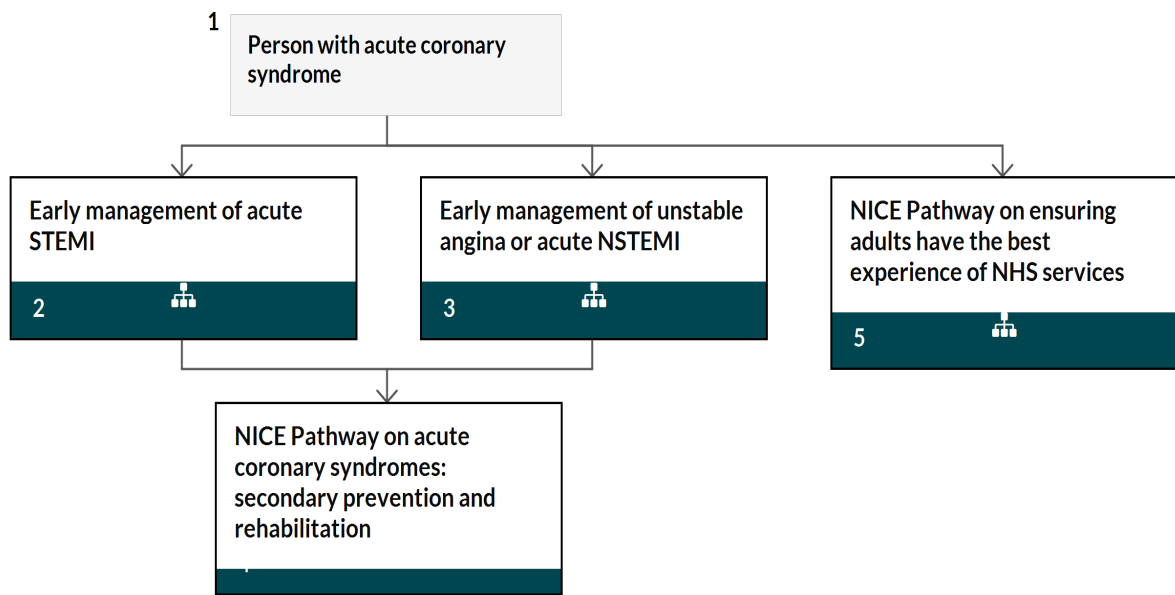 1
Person with acute coronary
syndrome
Early management of acute
STEMI
2
Early management of unstable
angina or acute NSTEMI
3
NICE Pathway on ensuring
adults have the best
experience of NHS services
5
NICE Pathway on acute
coronary syndromes:
secondary prevention and
rehabilitation